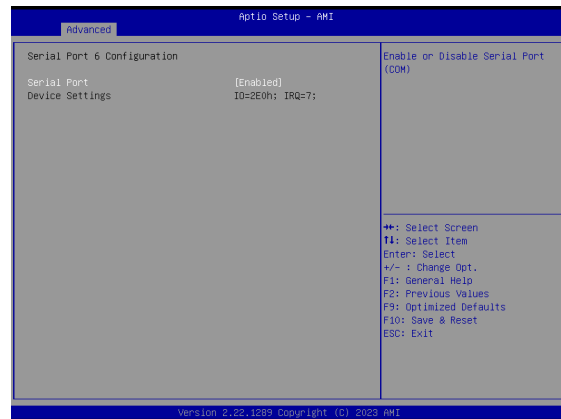 Aptio Setup - AMI
Advanced
Serial Port 6 Configuration
Serial Port [Enabled]
Device Settings IO=2E0h; IRQ=7;
Enable or Disable Serial Port
(COM)
→←: Select Screen
↑↓: Select Item
Enter: Select
+/- : Change Opt.
F1: General Help
F2: Previous Values
F9: Optimized Defaults
F10: Save & Reset
ESC: Exit
Version 2.22.1289 Copyright (C) 2023 AMI